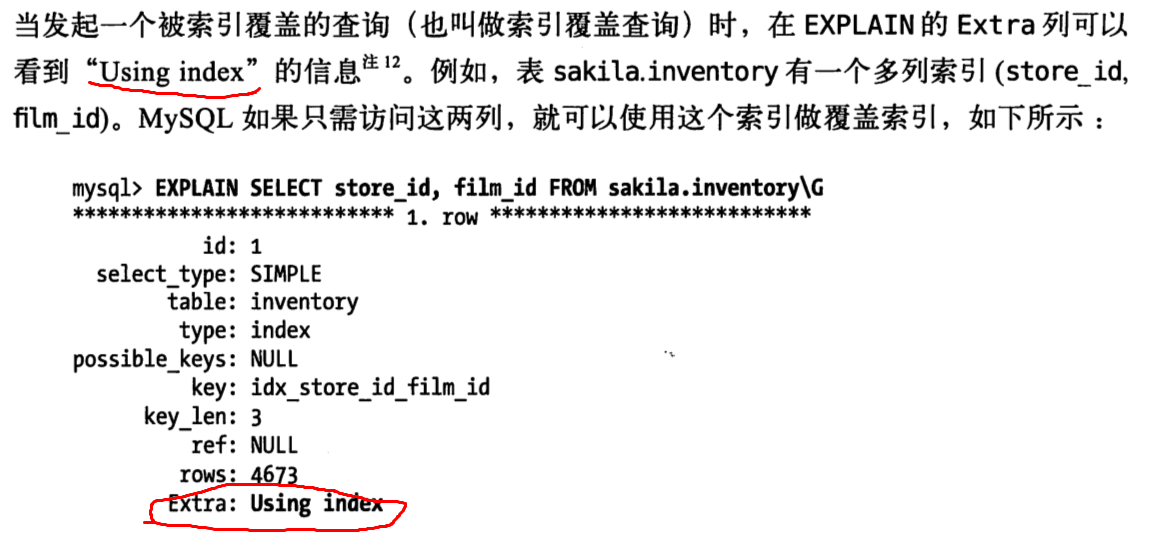 当发起一个被索引覆盖的查询（也叫做索引覆盖查询）时，在 EXPLAIN 的 Extra 列可以
看到“Using index”的信息注 12。例如，表 sakila.inventory 有一个多列索引 (store_id,
film_id)。MySQL 如果只需访问这两列，就可以使用这个索引做覆盖索引，如下所示：
mysql> EXPLAIN SELECT store_id, film_id FROM sakila.inventory\G
*************************** 1. row ***************************
id: 1
select_type: SIMPLE
table: inventory
type: index
possible_keys: NULL
key: idx_store_id_film_id
key_len: 3
ref: NULL
rows: 4673
Extra: Using index